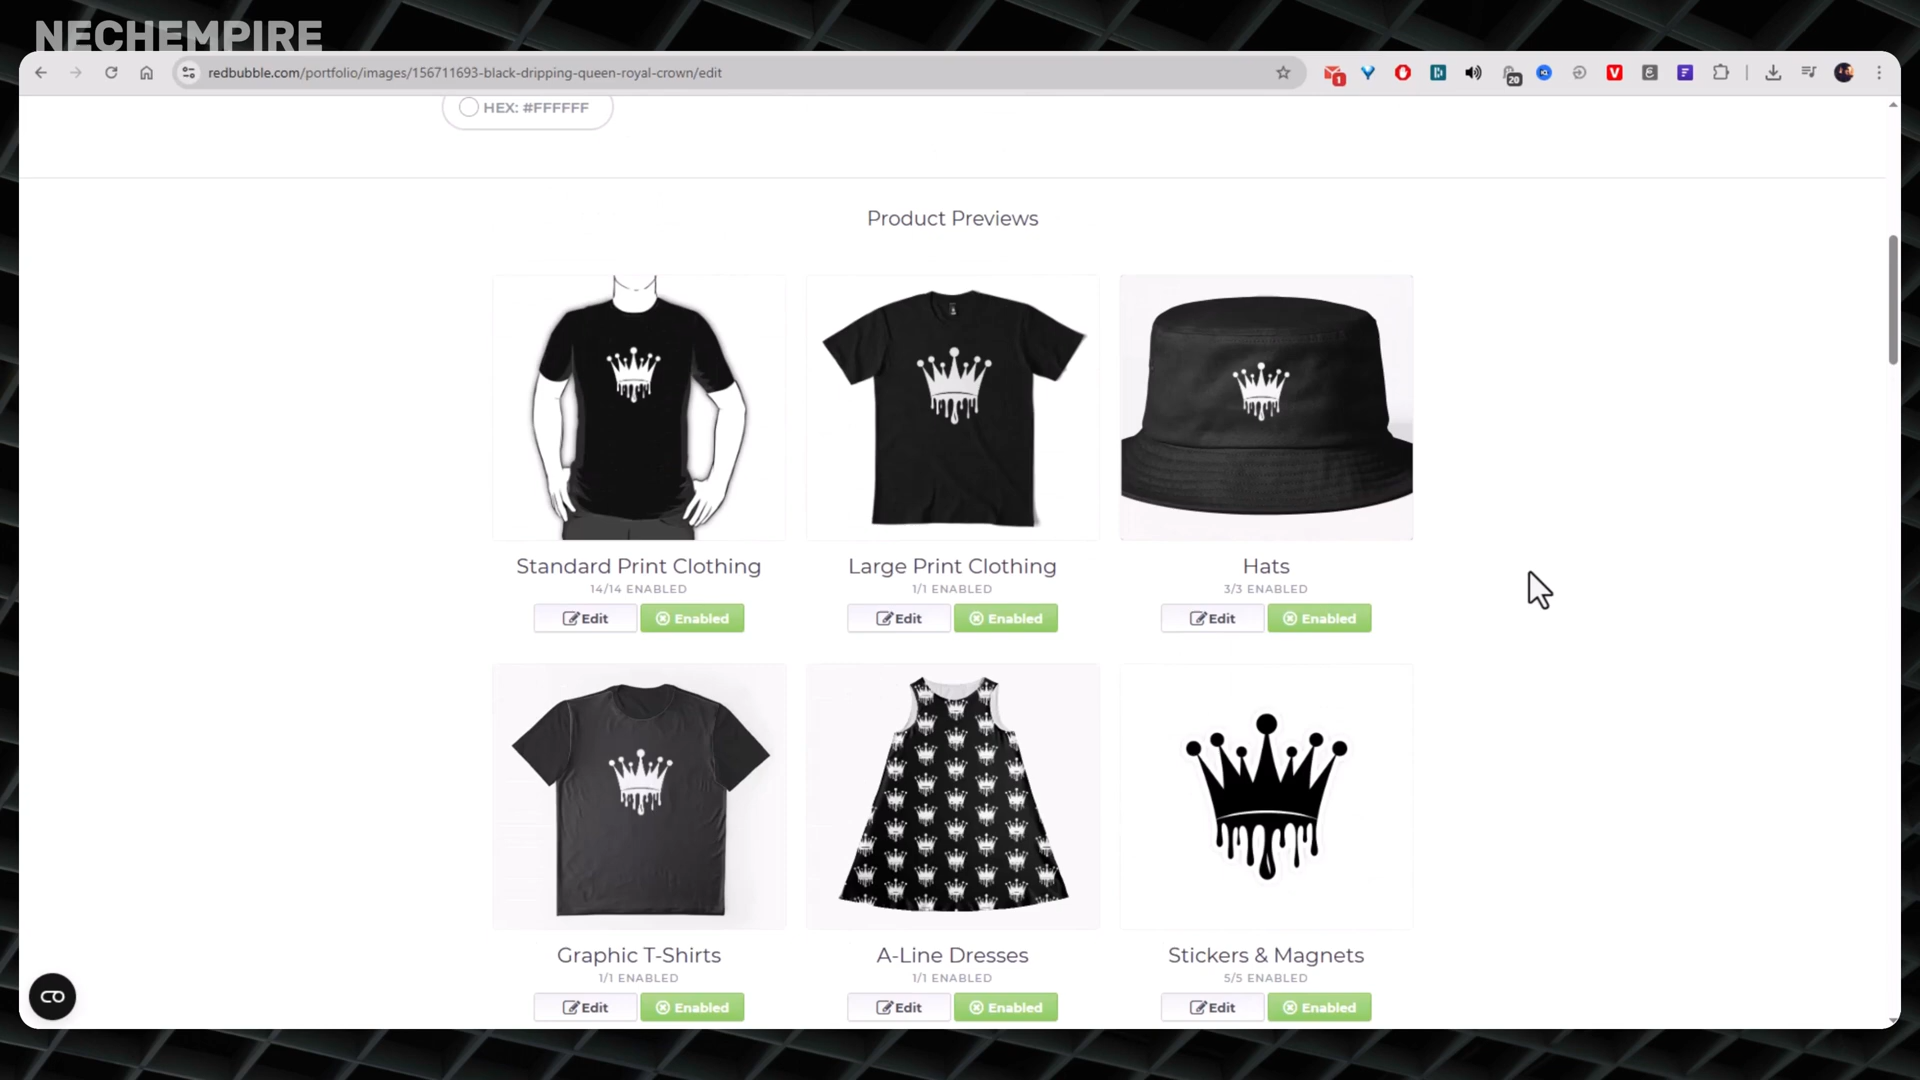 NECHEMPIRE
redbubble.com/portfolio/images/156711693-black-dripping-queen-royal-crown/edit
1
20
HEX: #FFFFFF
Product Previews
Standard Print Clothing
14/14 ENABLED
Edit
Enabled
Large Print Clothing
1/1 ENABLED
Edit
Enabled
Hats
3/3 ENABLED
Edit
Enabled
Graphic T-Shirts
1/1 ENABLED
Edit
Enabled
A-Line Dresses
1/1 ENABLED
Edit
Enabled
Stickers & Magnets
5/5 ENABLED
Edit
Enabled